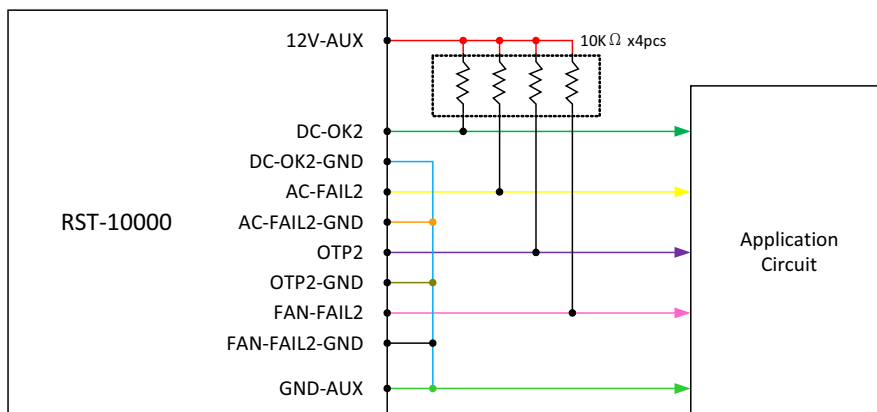 12V-AUX
10KΩ x4pcs
DC-OK2
DC-OK2-GND
AC-FAIL2
RST-10000
AC-FAIL2-GND
OTP2
OTP2-GND
FAN-FAIL2
FAN-FAIL2-GND
GND-AUX
Application
Circuit